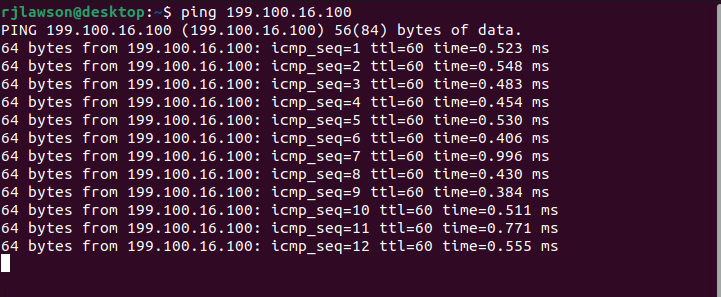 rjlawson@desktop:~$ ping 199.100.16.100
PING 199.100.16.100 (199.100.16.100) 56(84) bytes of data.
64 bytes from 199.100.16.100: icmp_seq=1 ttl=60 time=0.523 ms
64 bytes from 199.100.16.100: icmp_seq=2 ttl=60 time=0.548 ms
64 bytes from 199.100.16.100: icmp_seq=3 ttl=60 time=0.483 ms
64 bytes from 199.100.16.100: icmp_seq=4 ttl=60 time=0.454 ms
64 bytes from 199.100.16.100: icmp_seq=5 ttl=60 time=0.530 ms
64 bytes from 199.100.16.100: icmp_seq=6 ttl=60 time=0.406 ms
64 bytes from 199.100.16.100: icmp_seq=7 ttl=60 time=0.996 ms
64 bytes from 199.100.16.100: icmp_seq=8 ttl=60 time=0.430 ms
64 bytes from 199.100.16.100: icmp_seq=9 ttl=60 time=0.384 ms
64 bytes from 199.100.16.100: icmp_seq=10 ttl=60 time=0.511 ms
64 bytes from 199.100.16.100: icmp_seq=11 ttl=60 time=0.771 ms
64 bytes from 199.100.16.100: icmp_seq=12 ttl=60 time=0.555 ms